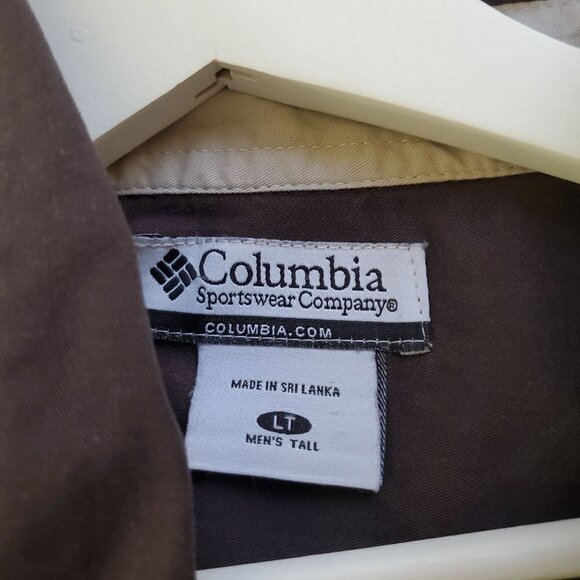 Columbia
Sportswear Company®
COLUMBIA.COM
MADE IN SRI LANKA
LT
MEN'S TALL